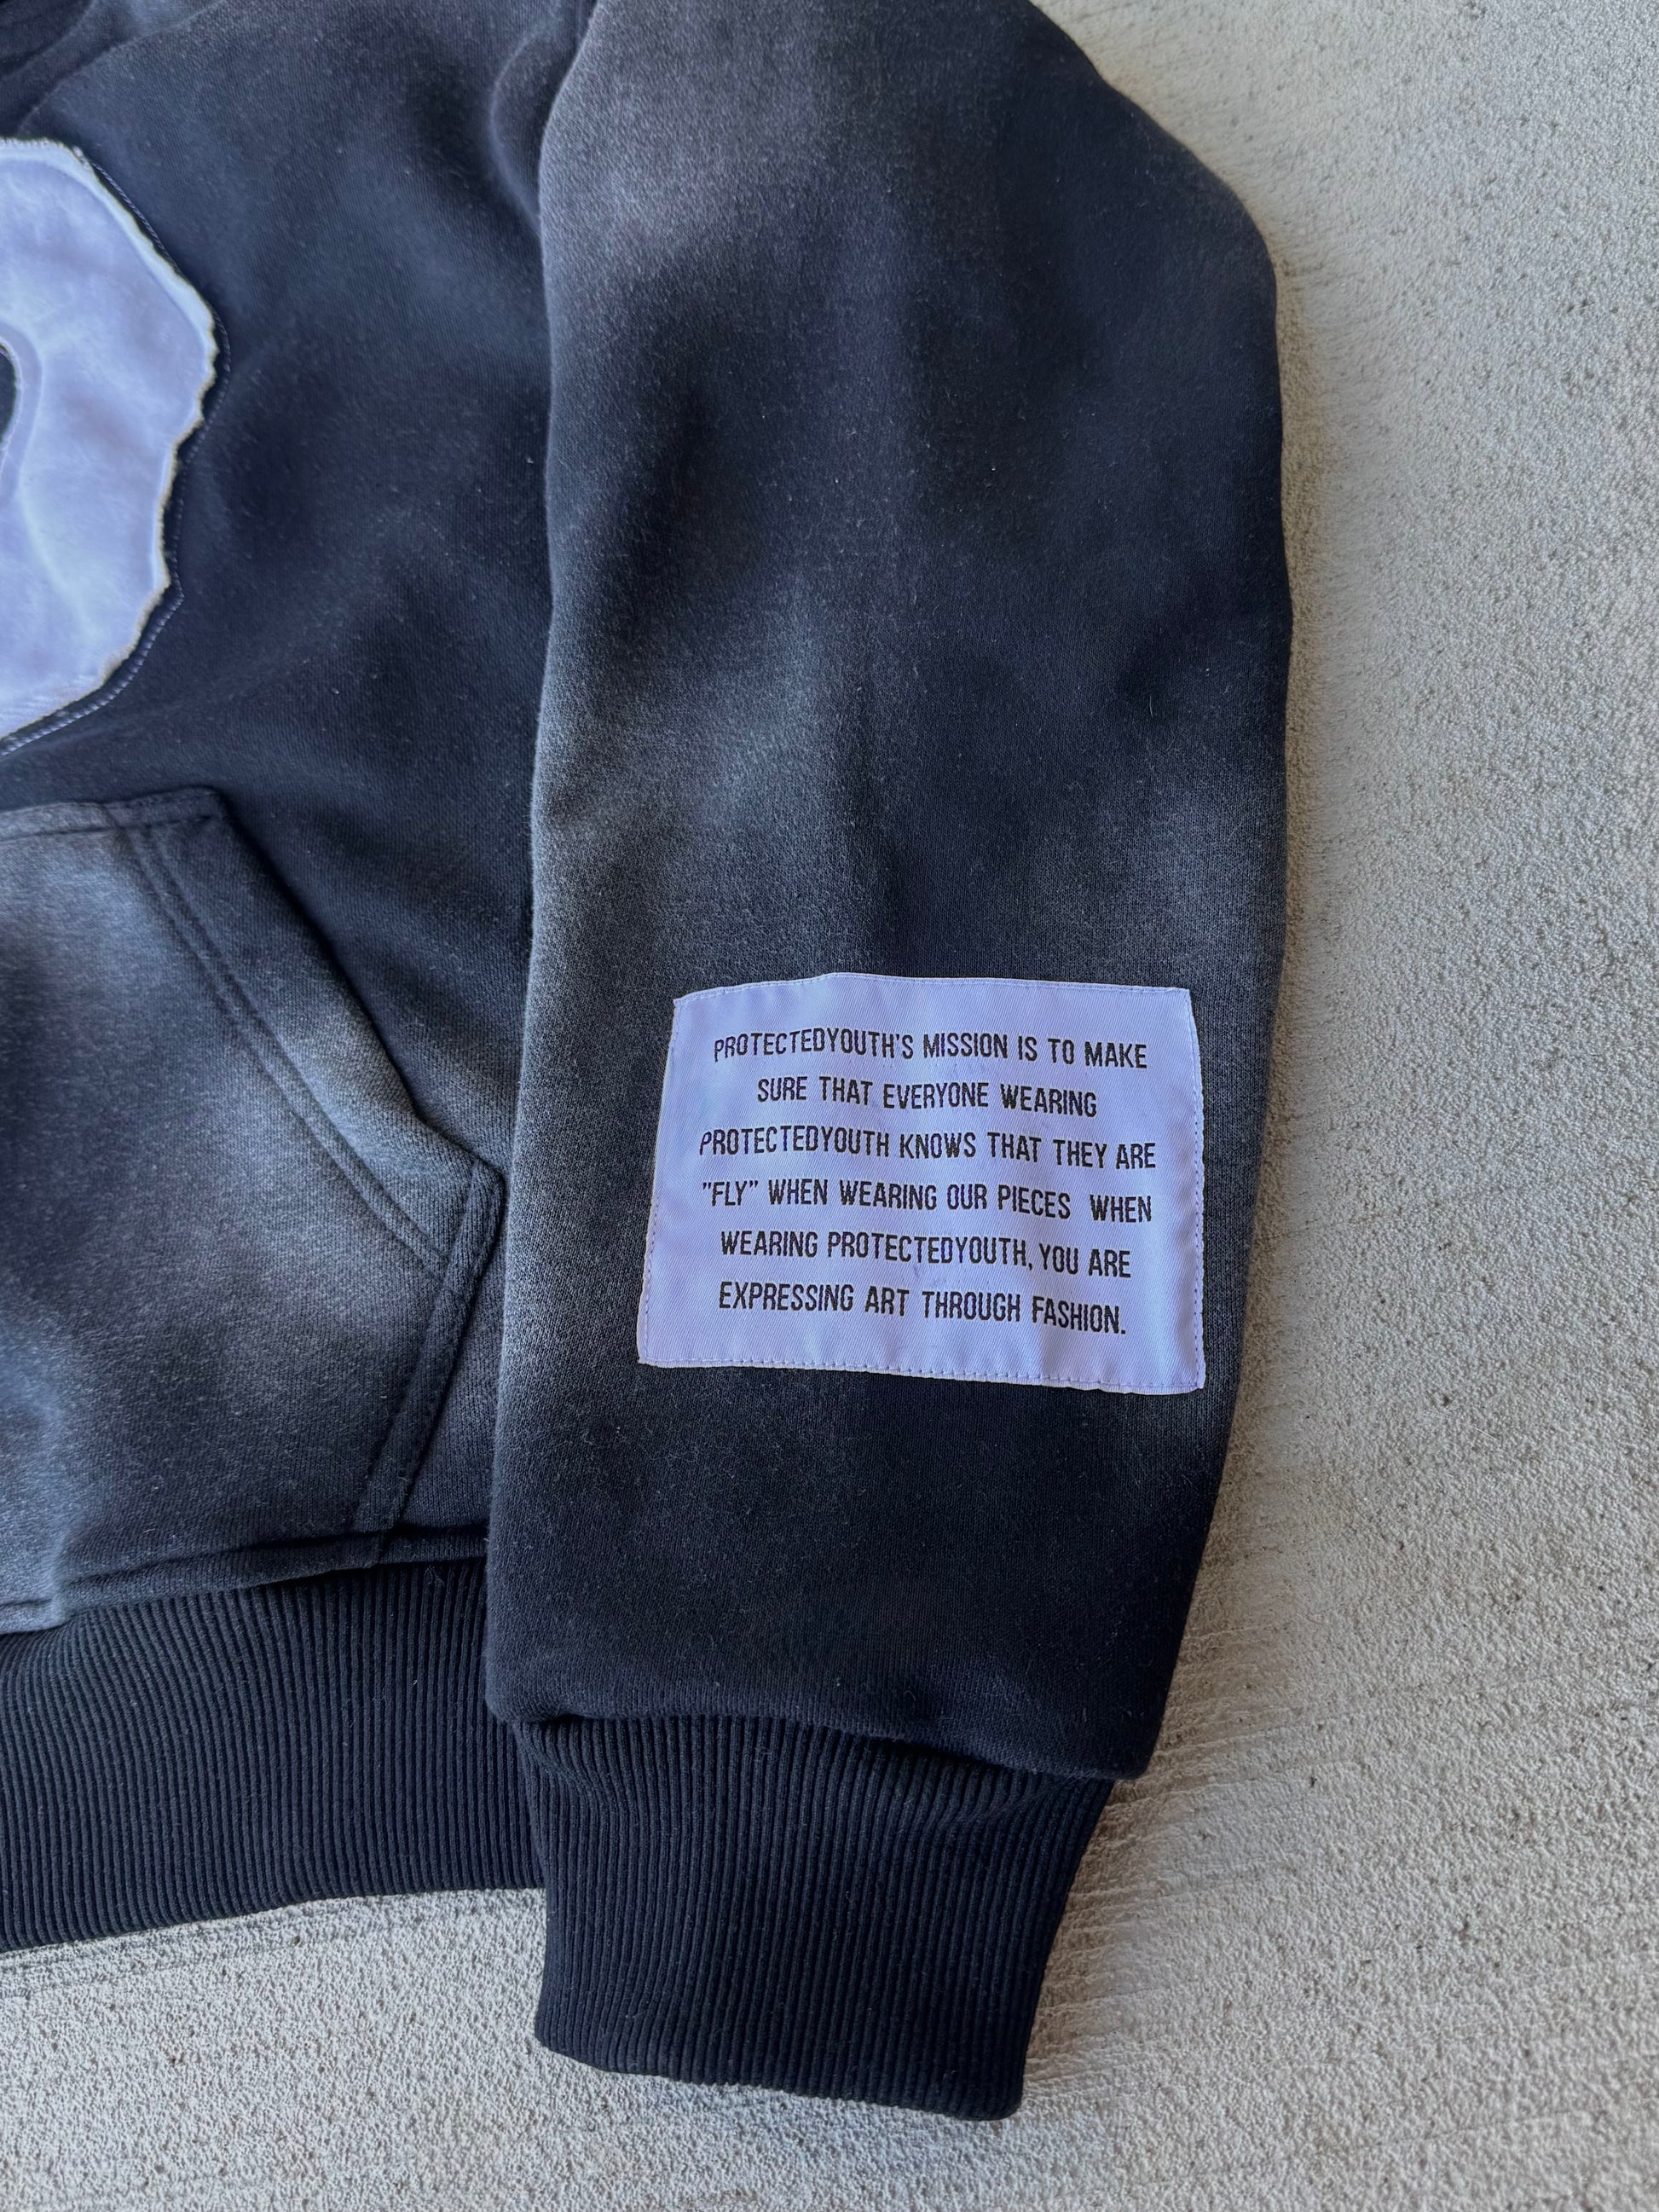 PROTECTEDYOUTH'S MISSION IS TO MAKE
SURE THAT EVERYONE WEARING
PROTECTEDYOUTH KNOWS THAT THEY ARE
"FLY" WHEN WEARING OUR PIECES WHEN
WEARING PROTECTEDYOUTH, YOU ARE
EXPRESSING ART THROUGH FASHION.